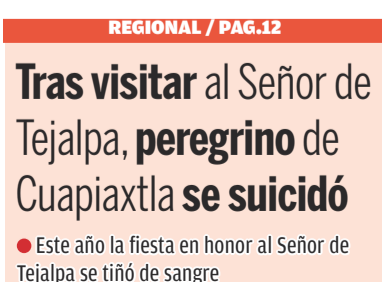 REGIONAL / PAG.12
Tras visitar al Señor de
Tejalpa, peregrino de
Cuapiaxtla se suicidó
Este año la fiesta en honor al Señor de
Tejalpa se tiñó de sangre